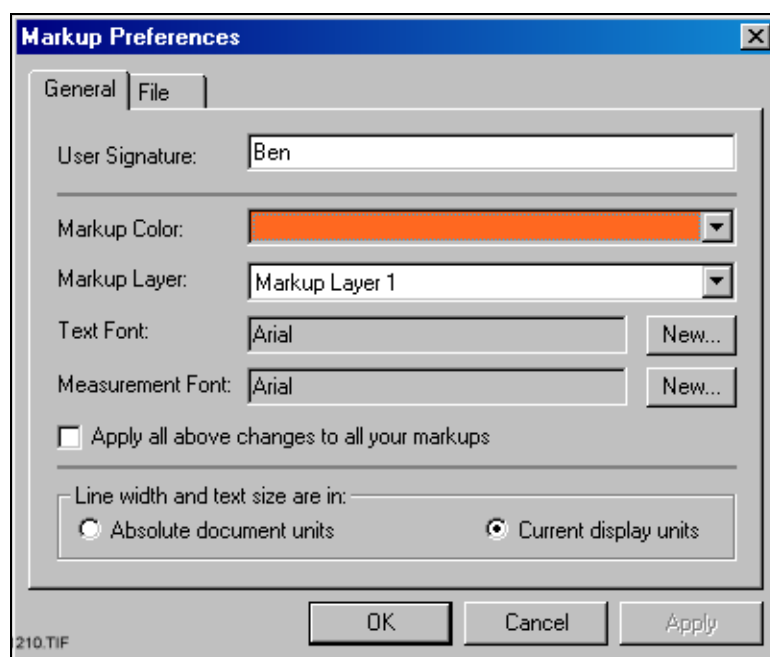 Markup Preferences
General File
User Signature: Ben
Markup Color:
Markup Layer: Markup Layer 1
Text Font: Arial New...
Measurement Font: Arial New...
Apply all above changes to all your markups
Line width and text size are in:
Absolute document units Current display units
OK Cancel Apply
210.TIF